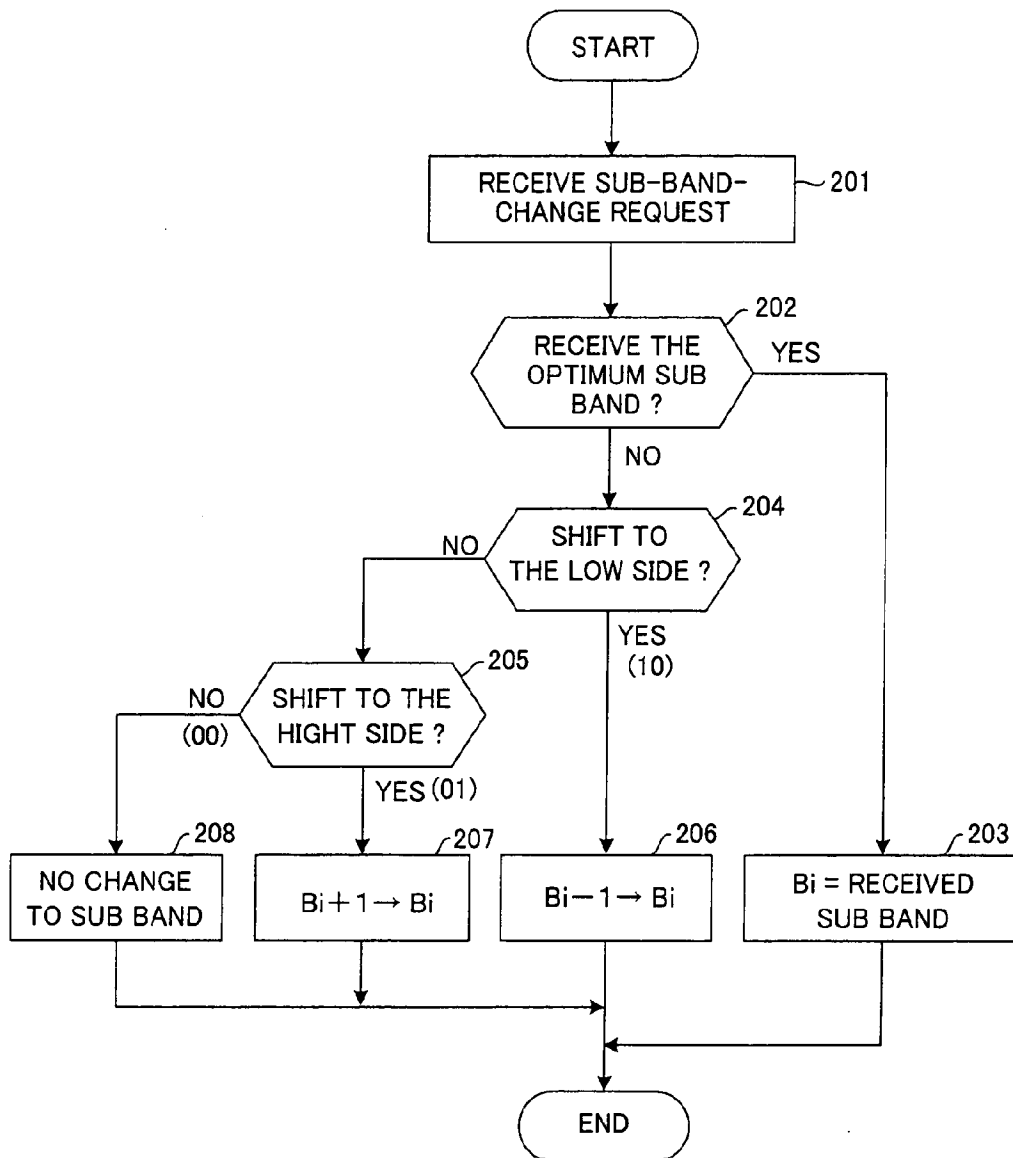 START
RECEIVE SUB-BAND-
CHANGE REQUEST
201
202
RECEIVE THE
OPTIMUM SUB
BAND ?
YES
NO
204
SHIFT TO
THE LOW SIDE ?
NO
YES
(10)
205
SHIFT TO THE
HIGHT SIDE ?
NO
(00)
YES(01)
208
NO CHANGE
TO SUB BAND
207
Bi+1→ Bi
206
Bi−1→ Bi
203
Bi = RECEIVED
SUB BAND
END